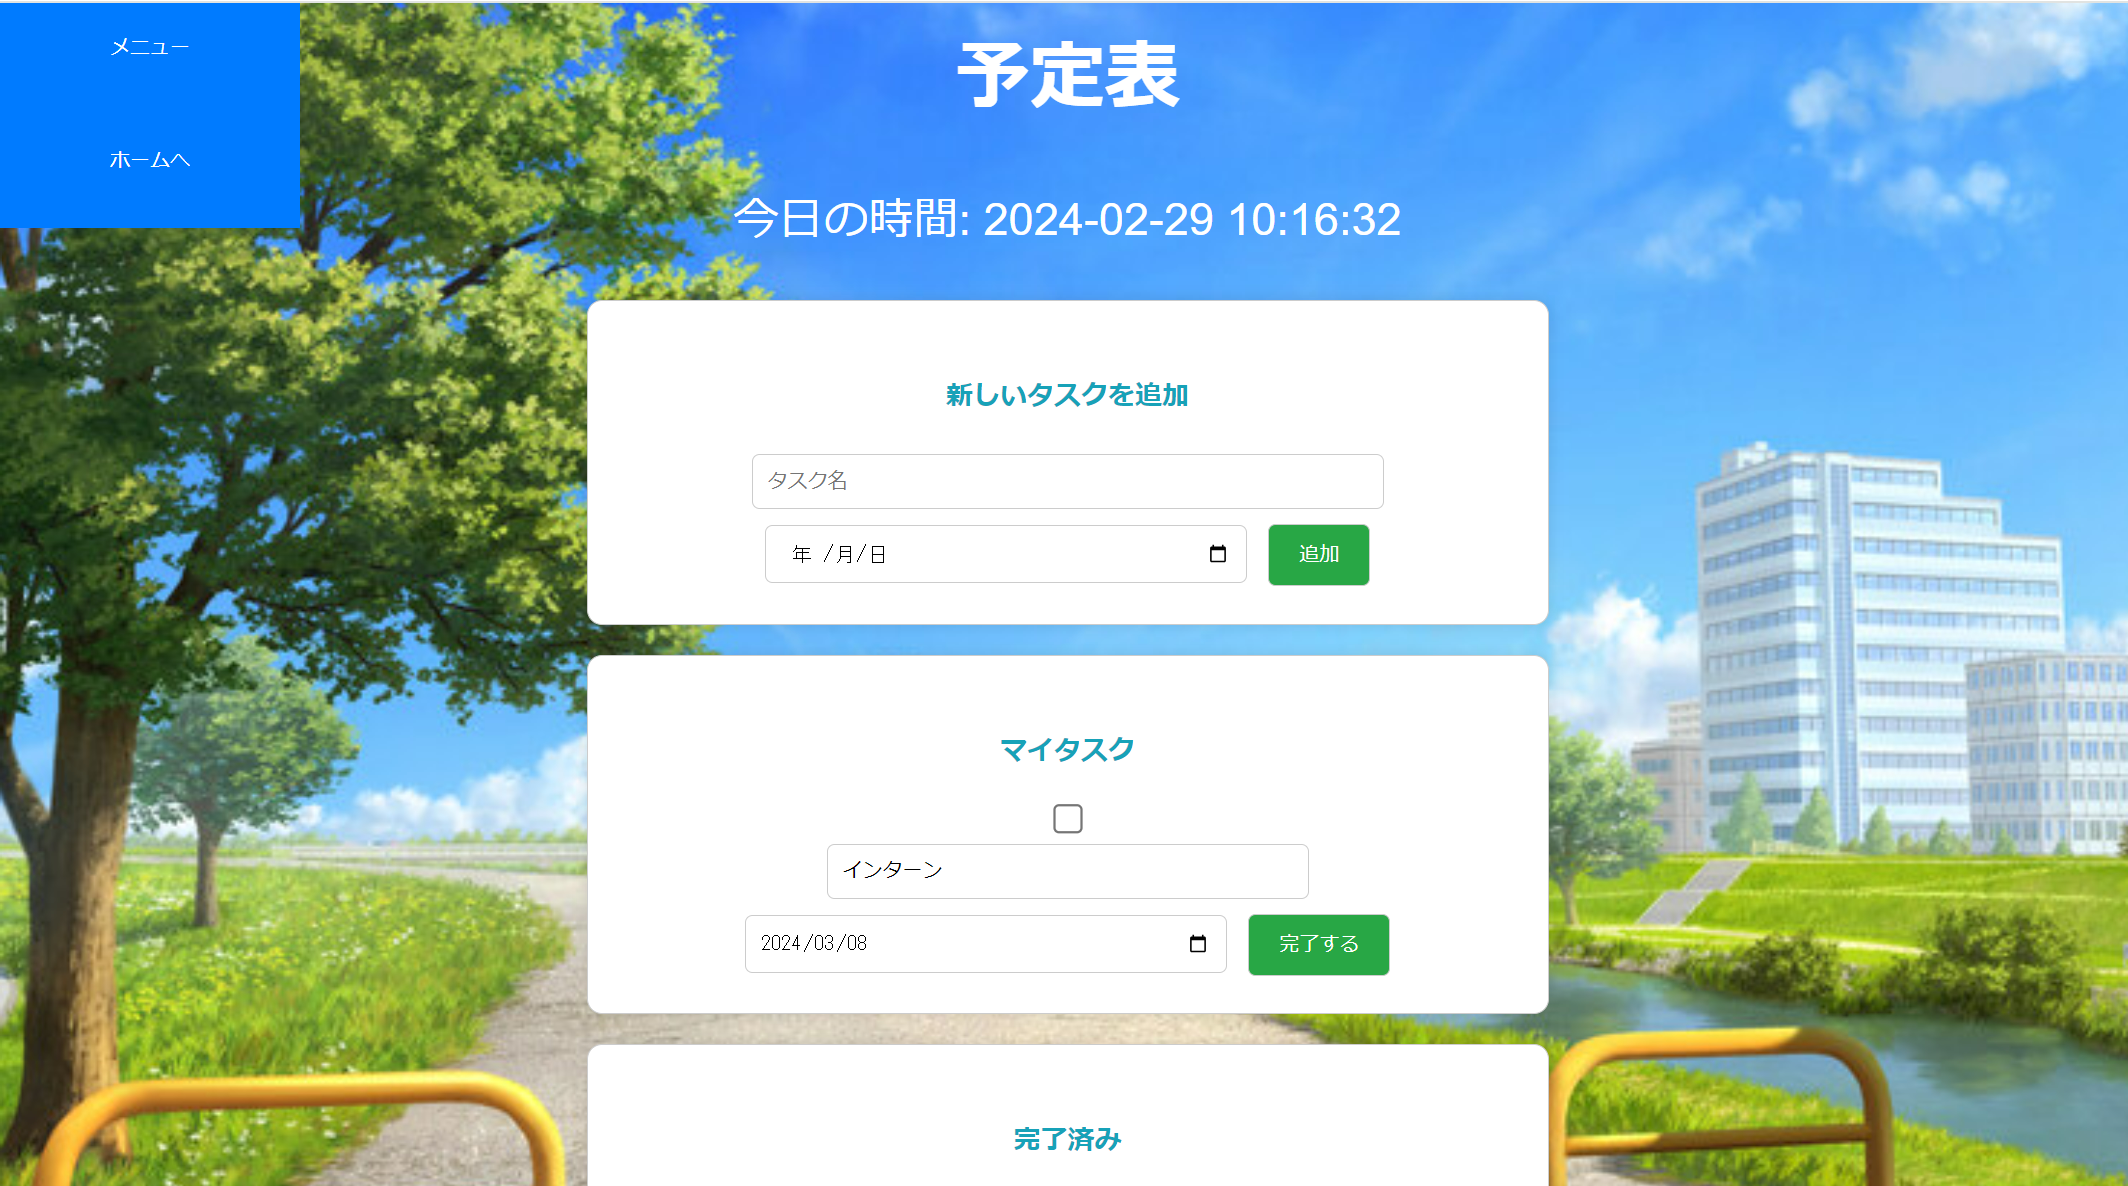 メニュー
ホームへ
予定表
今日の時間: 2024-02-29 10:16:32
新しいタスクを追加
タスク名
年 /月/日
追加
マイタスク
インターン
2024/03/08
完了する
完了済み